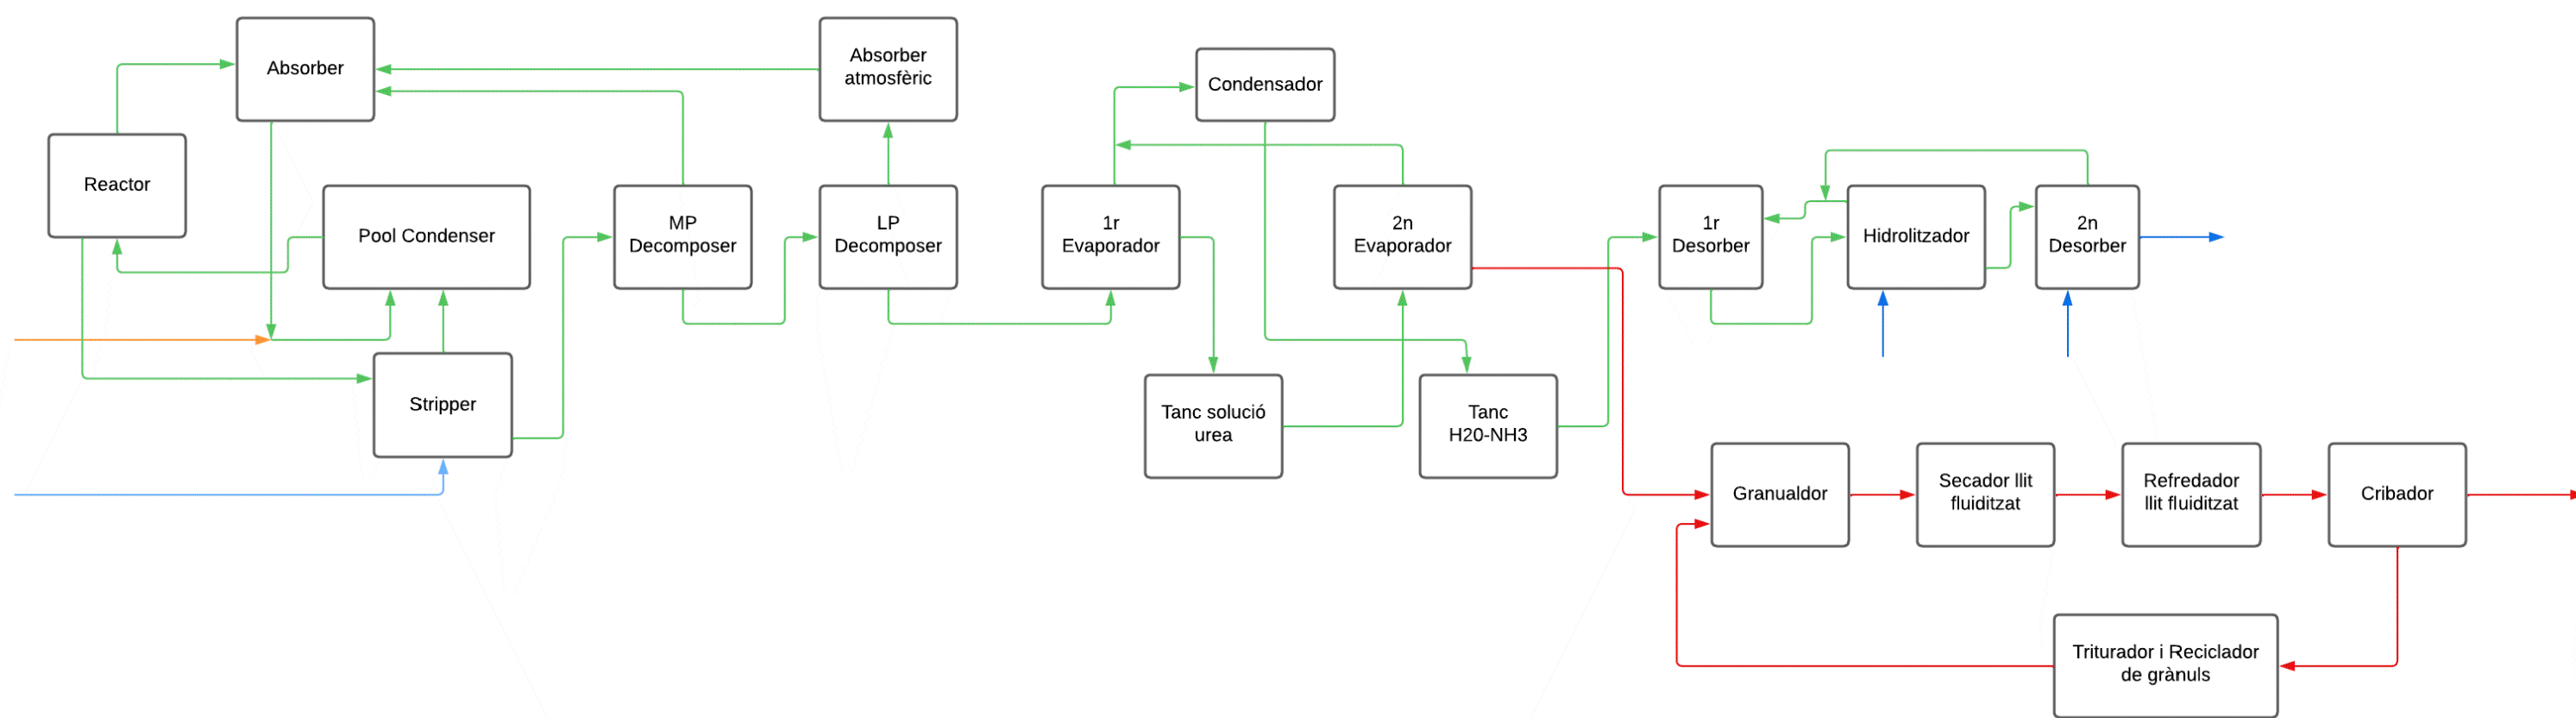 Absorber
Absorber
atmosfèric
Condensador
Reactor
Pool Condenser
MP
Decomposer
LP
Decomposer
1r
Evaporador
2n
Evaporador
1r
Desorber
Hidrolitzador
2n
Desorber
Stripper
Tanc solució
urea
Tanc
H20-NH3
Granualdor
Secador llit
fluiditzat
Refredador
llit fluiditzat
Cribador
Triturador i Reciclador
de grànuls